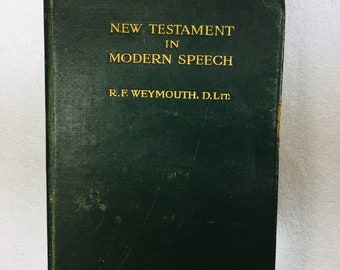 NEW TESTAMENT
IN
MODERN SPEECH
R.F. WEYMOUTH, D.LIT.